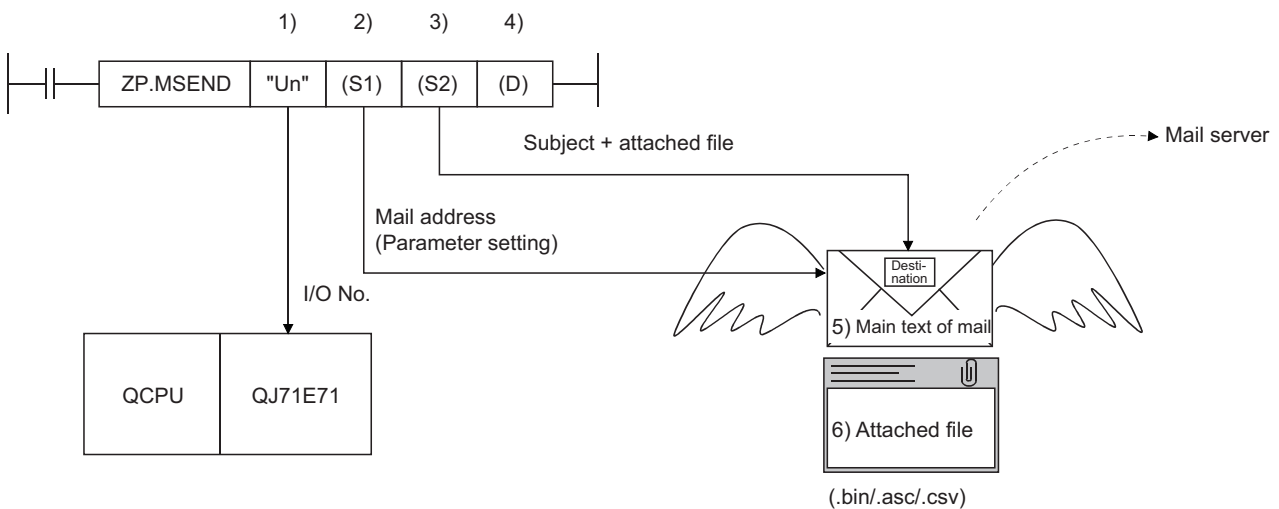 1) 2) 3) 4)
ZP.MSEND "Un" (S1) (S2) (D)
Subject + attached file
Mail server
Mail address
(Parameter setting)
Desti-
nation
I/O No.
5) Main text of mail
QCPU QJ71E71
6) Attached file
(.bin/.asc/.csv)